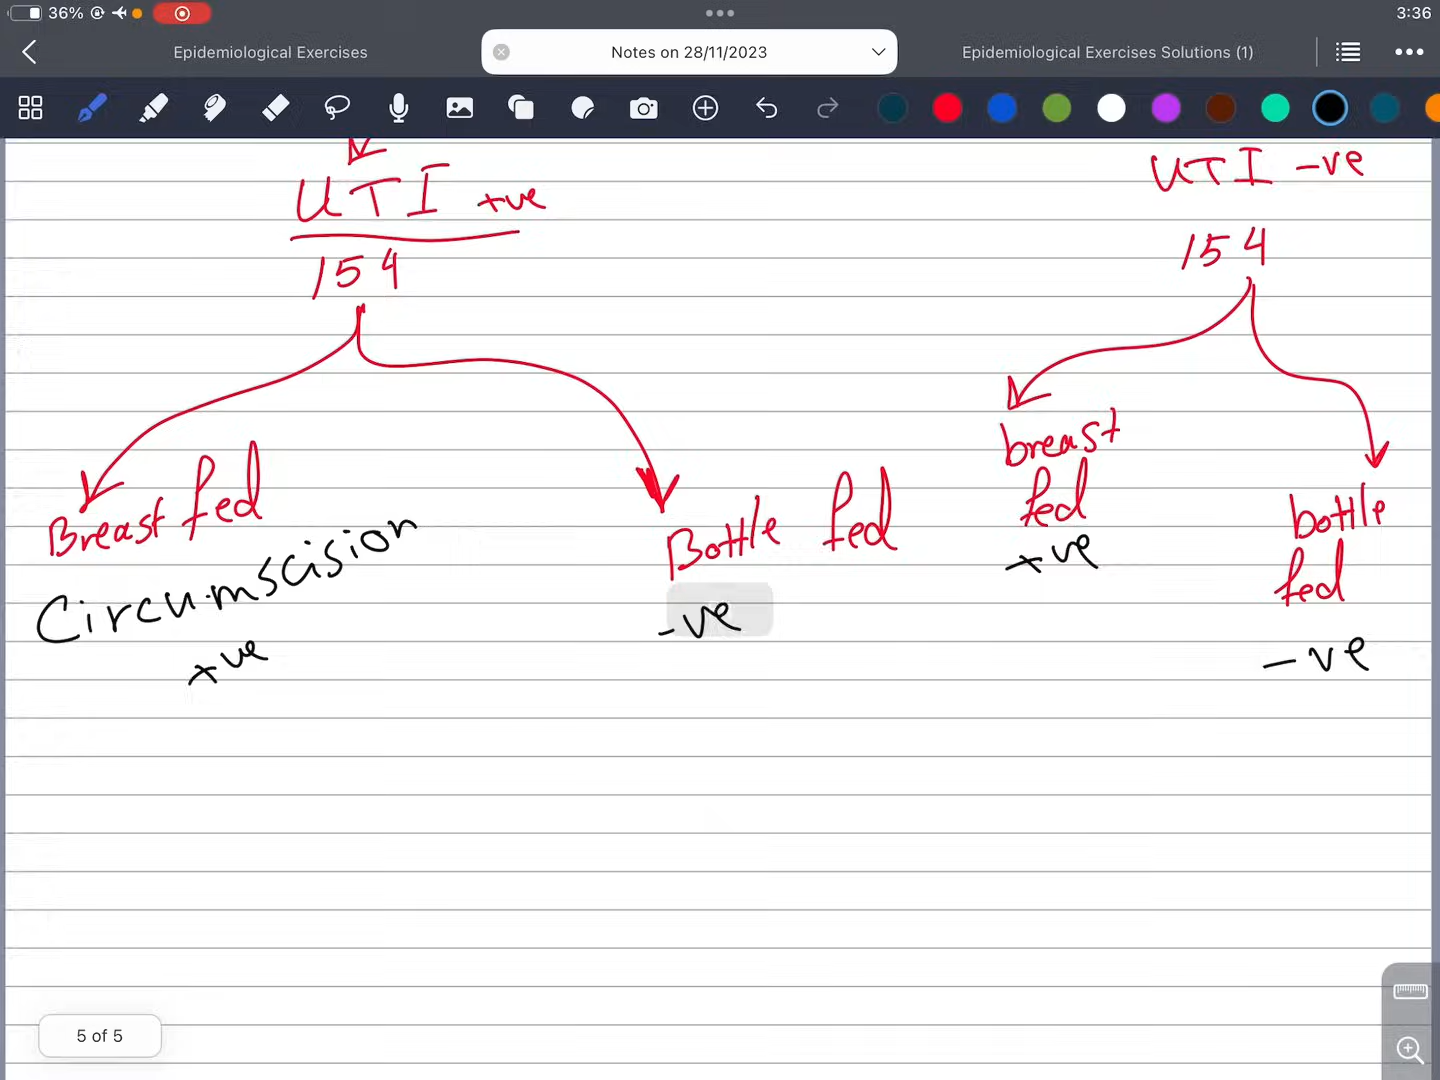 36% 3:36
Epidemiological Exercises Notes on 28/11/2023 Epidemiological Exercises Solutions (1)
UTI +ve
154
Breast fed
Circumscision
+ve
Bottle fed
-ve
UTI -ve
154
breast
fed
+ve
bottle
fed
-ve
5 of 5